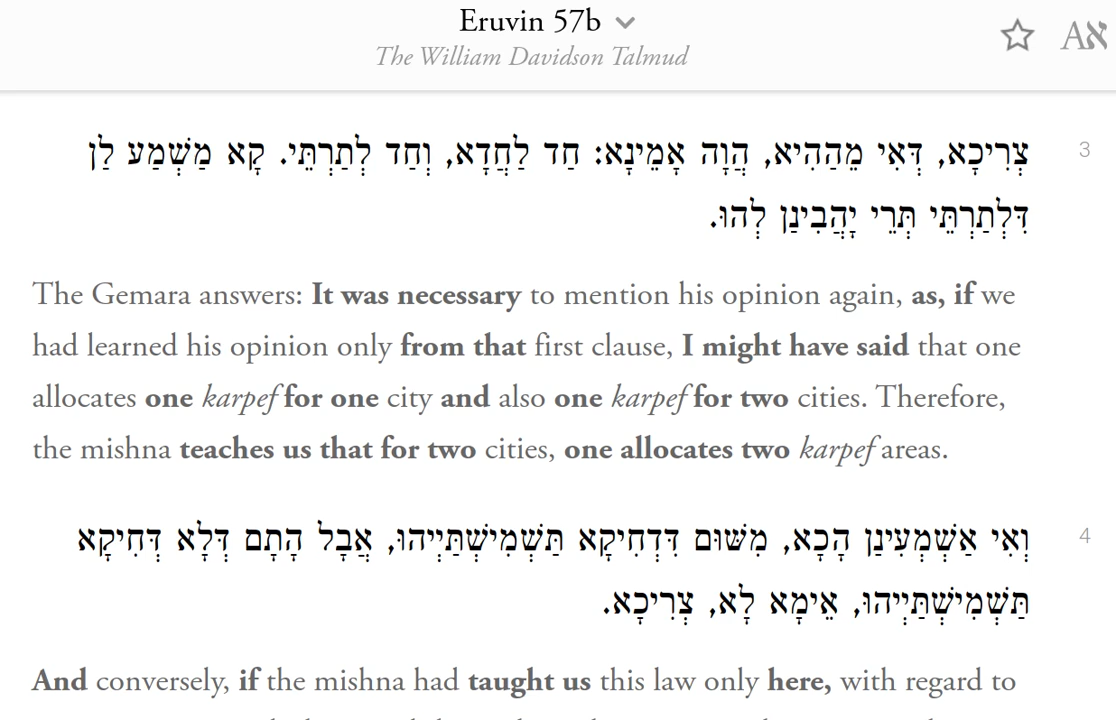 Eruvin 57b
The William Davidson Talmud
Aא
3
צְרִיכָא, דְּאִי מֵהַהִיא, הֲוָה אָמֵינָא: חַד לַחֲדָא, וְחַד לְתַרְתֵּי. קָא מַשְׁמַע לַן
דִּלְתַרְתֵּי תְּרֵי יָהֲבִינַן לְהוּ.
The Gemara answers: It was necessary to mention his opinion again, as, if we
had learned his opinion only from that first clause, I might have said that one
allocates one karpef for one city and also one karpef for two cities. Therefore,
the mishna teaches us that for two cities, one allocates two karpef areas.
4
וְאִי אַשְׁמְעִינַן הָכָא, מִשּׁוּם דִּדְחִיקָא תַּשְׁמִישְׁתַּיְיהוּ, אֲבָל הָתָם דְּלָא דְּחִיקָא
תַּשְׁמִישְׁתַּיְיהוּ, אֵימָא לָא, צְרִיכָא.
And conversely, if the mishna had taught us this law only here, with regard to